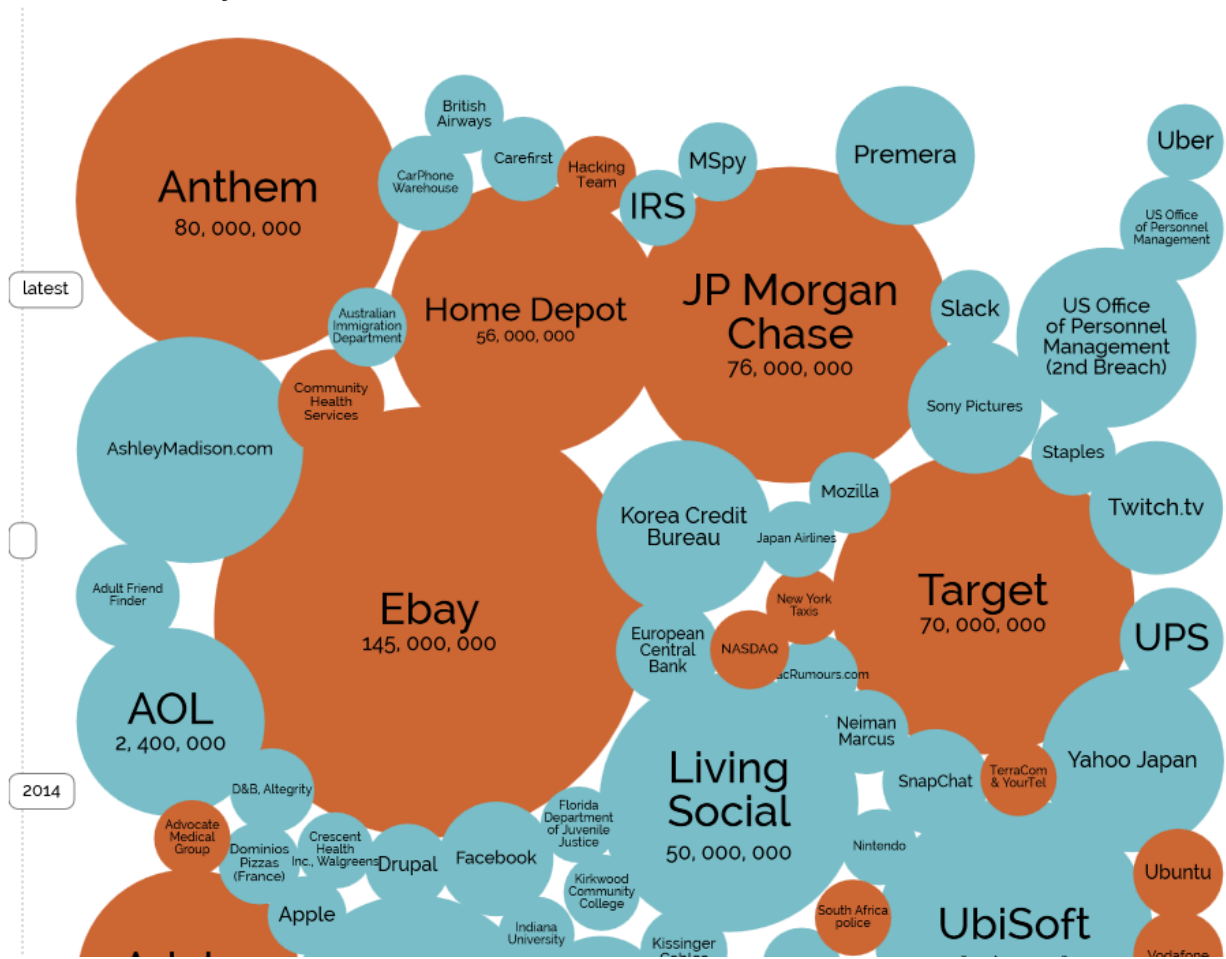 British
Airways
Uber
Carefirst
MSpy
Premera
Hacking
Team
CarPhone
Warehouse
Anthem
80, 000, 000
IRS
US Office
of Personnel
Management
latest
JP Morgan
Chase
76, 000, 000
Home Depot
56, 000, 000
Slack
US Office
of Personnel
Management
(2nd Breach)
Australian
Immigration
Department
Community
Health
Services
Sony Pictures
AshleyMadison.com
Staples
Mozilla
Twitch.tv
Korea Credit
Bureau
Japan Airlines
Adult Friend
Finder
Ebay
145, 000, 000
New York
Taxis
Target
70, 000, 000
European
Central
Bank
NASDAQ
UPS
acRumours.com
AOL
2, 400, 000
Neiman
Marcus
Living
Social
50, 000, 000
Yahoo Japan
SnapChat
TerraCom
& YourTel
2014
D&B, Altegrity
Florida
Department
of Juvenile
Justice
Advocate
Medical
Group
Dominios
Pizzas
(France)
Crescent
Health
Inc., Walgreens
Drupal
Facebook
Nintendo
Kirkwood
Community
College
Ubuntu
Apple
South Africa
police
UbiSoft
Indiana
University
Kissinger
Cables
Vodafone